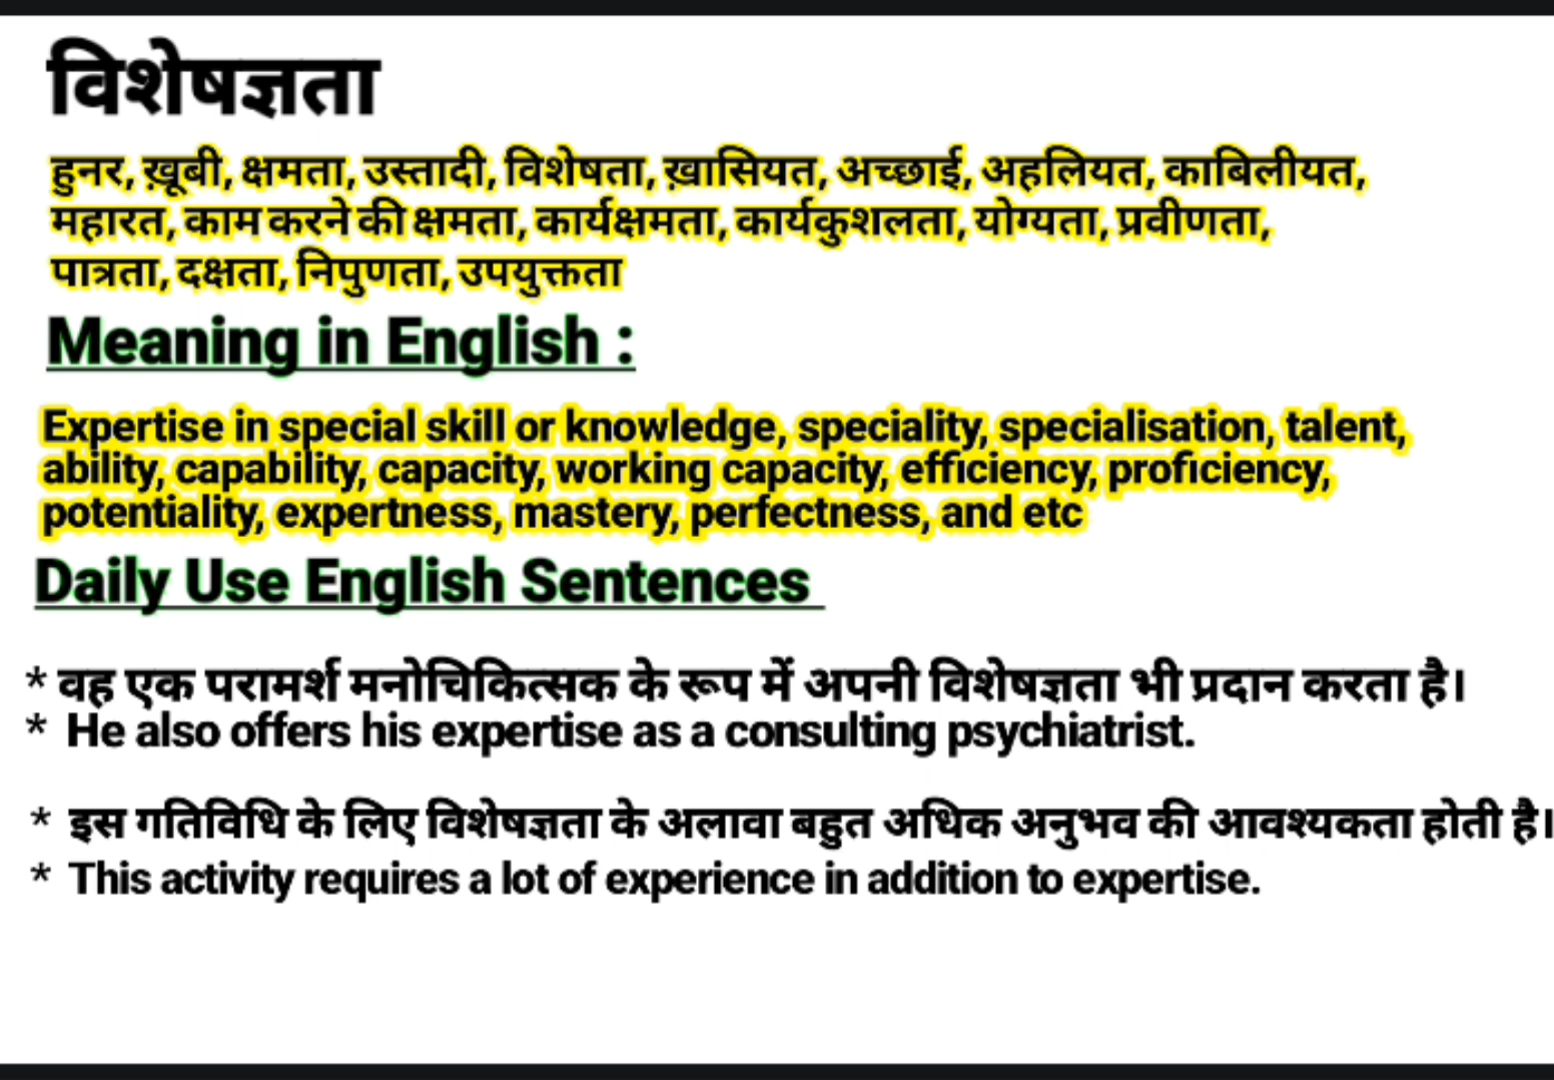 विशेषज्ञता
हुनर, ख़ूबी, क्षमता, उस्तादी, विशेषता, ख़ासियत, अच्छाई, अहलियत, काबिलीयत,
महारत, काम करने की क्षमता, कार्यक्षमता, कार्यकुशलता, योग्यता, प्रवीणता,
पात्रता, दक्षता, निपुणता, उपयुक्तता
Meaning in English :
Expertise in special skill or knowledge, speciality, specialisation, talent,
ability, capability, capacity, working capacity, efficiency, proficiency,
potentiality, expertness, mastery, perfectness, and etc
Daily Use English Sentences
* वह एक परामर्श मनोचिकित्सक के रूप में अपनी विशेषज्ञता भी प्रदान करता है।
* He also offers his expertise as a consulting psychiatrist.
* इस गतिविधि के लिए विशेषज्ञता के अलावा बहुत अधिक अनुभव की आवश्यकता होती है।
* This activity requires a lot of experience in addition to expertise.